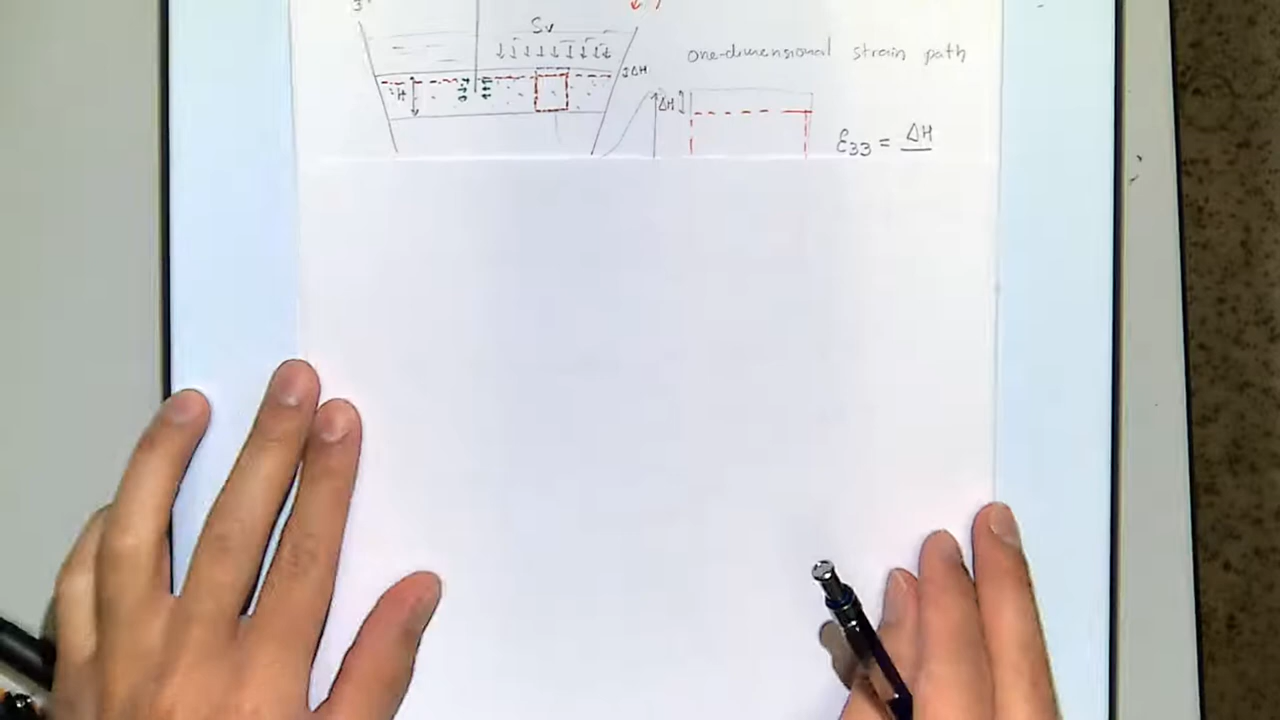 Sv
ΔH
one-dimensional strain path
H
ΔH
ε33 = ΔH